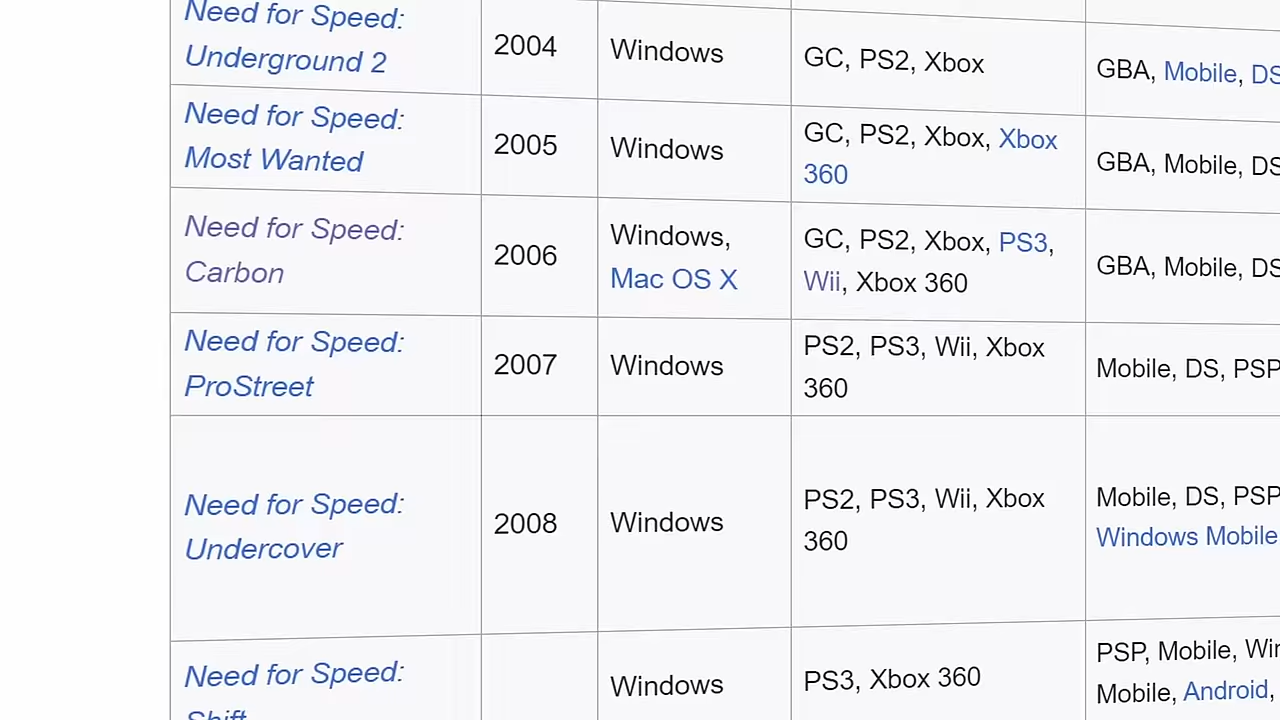 Need for Speed:
Underground 2
2004
Windows
GC, PS2, Xbox
GBA, Mobile, DS
Need for Speed:
Most Wanted
2005
Windows
GC, PS2, Xbox, Xbox
360
GBA, Mobile, DS
Need for Speed:
Carbon
2006
Windows,
Mac OS X
GC, PS2, Xbox, PS3,
Wii, Xbox 360
GBA, Mobile, DS
Need for Speed:
ProStreet
2007
Windows
PS2, PS3, Wii, Xbox
360
Mobile, DS, PSP
Need for Speed:
Undercover
2008
Windows
PS2, PS3, Wii, Xbox
360
Mobile, DS, PSP
Windows Mobile
Need for Speed:
Shift
Windows
PS3, Xbox 360
PSP, Mobile, Win
Mobile, Android,